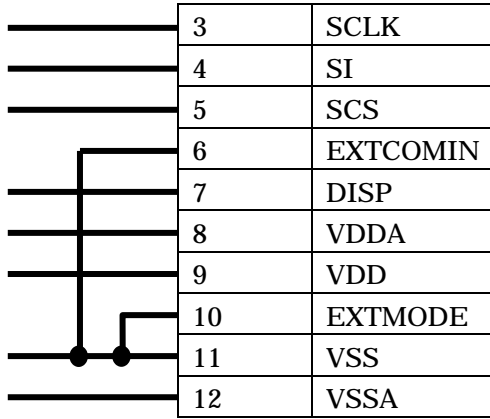 3 SCLK
4 SI
5 SCS
6 EXTCOMIN
7 DISP
8 VDDA
9 VDD
10 EXTMODE
11 VSS
12 VSSA